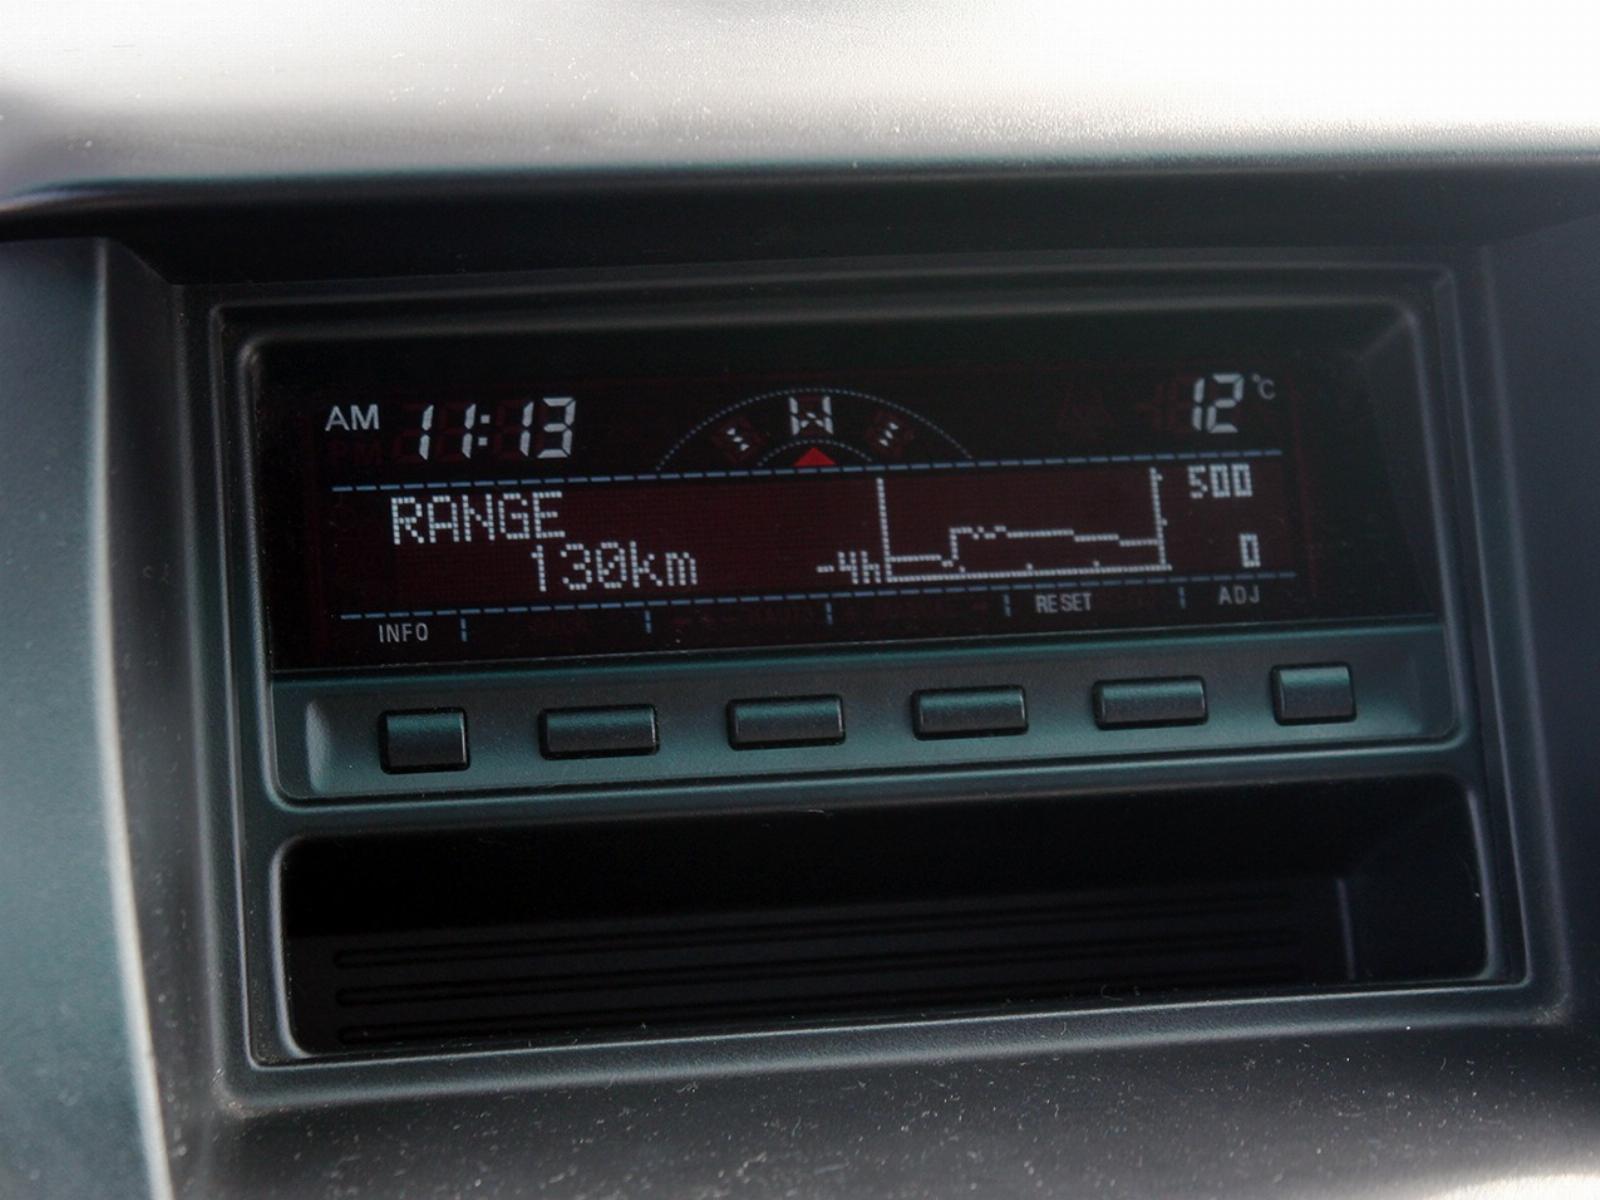 AM 11:13 W 12°C
RANGE 500
130km -4h 0
INFO RESET ADJ